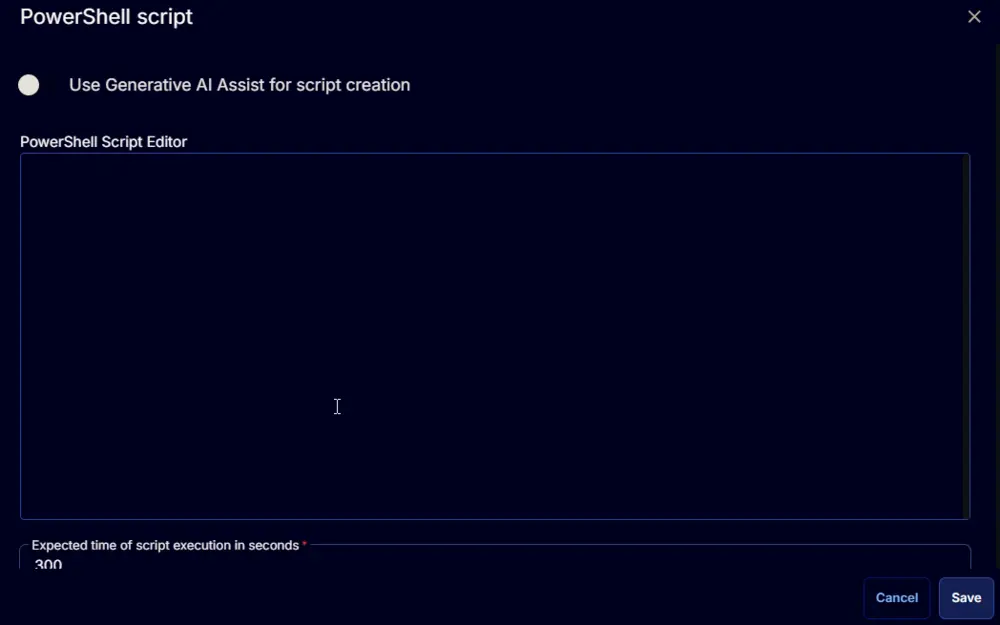 PowerShell script
Use Generative AI Assist for script creation
PowerShell Script Editor
Expected time of script execution in seconds *
300
Cancel
Save